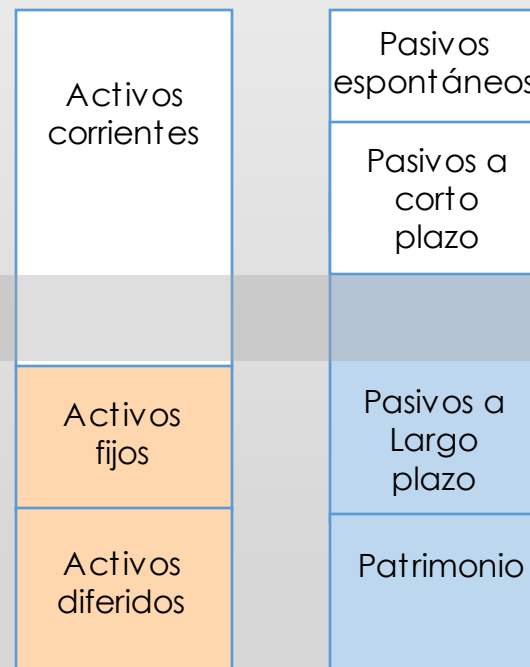 Activos
corrientes
Activos
fijos
Activos
diferidos
Pasivos
espontáneos
Pasivos a
corto
plazo
Pasivos a
Largo
plazo
Patrimonio